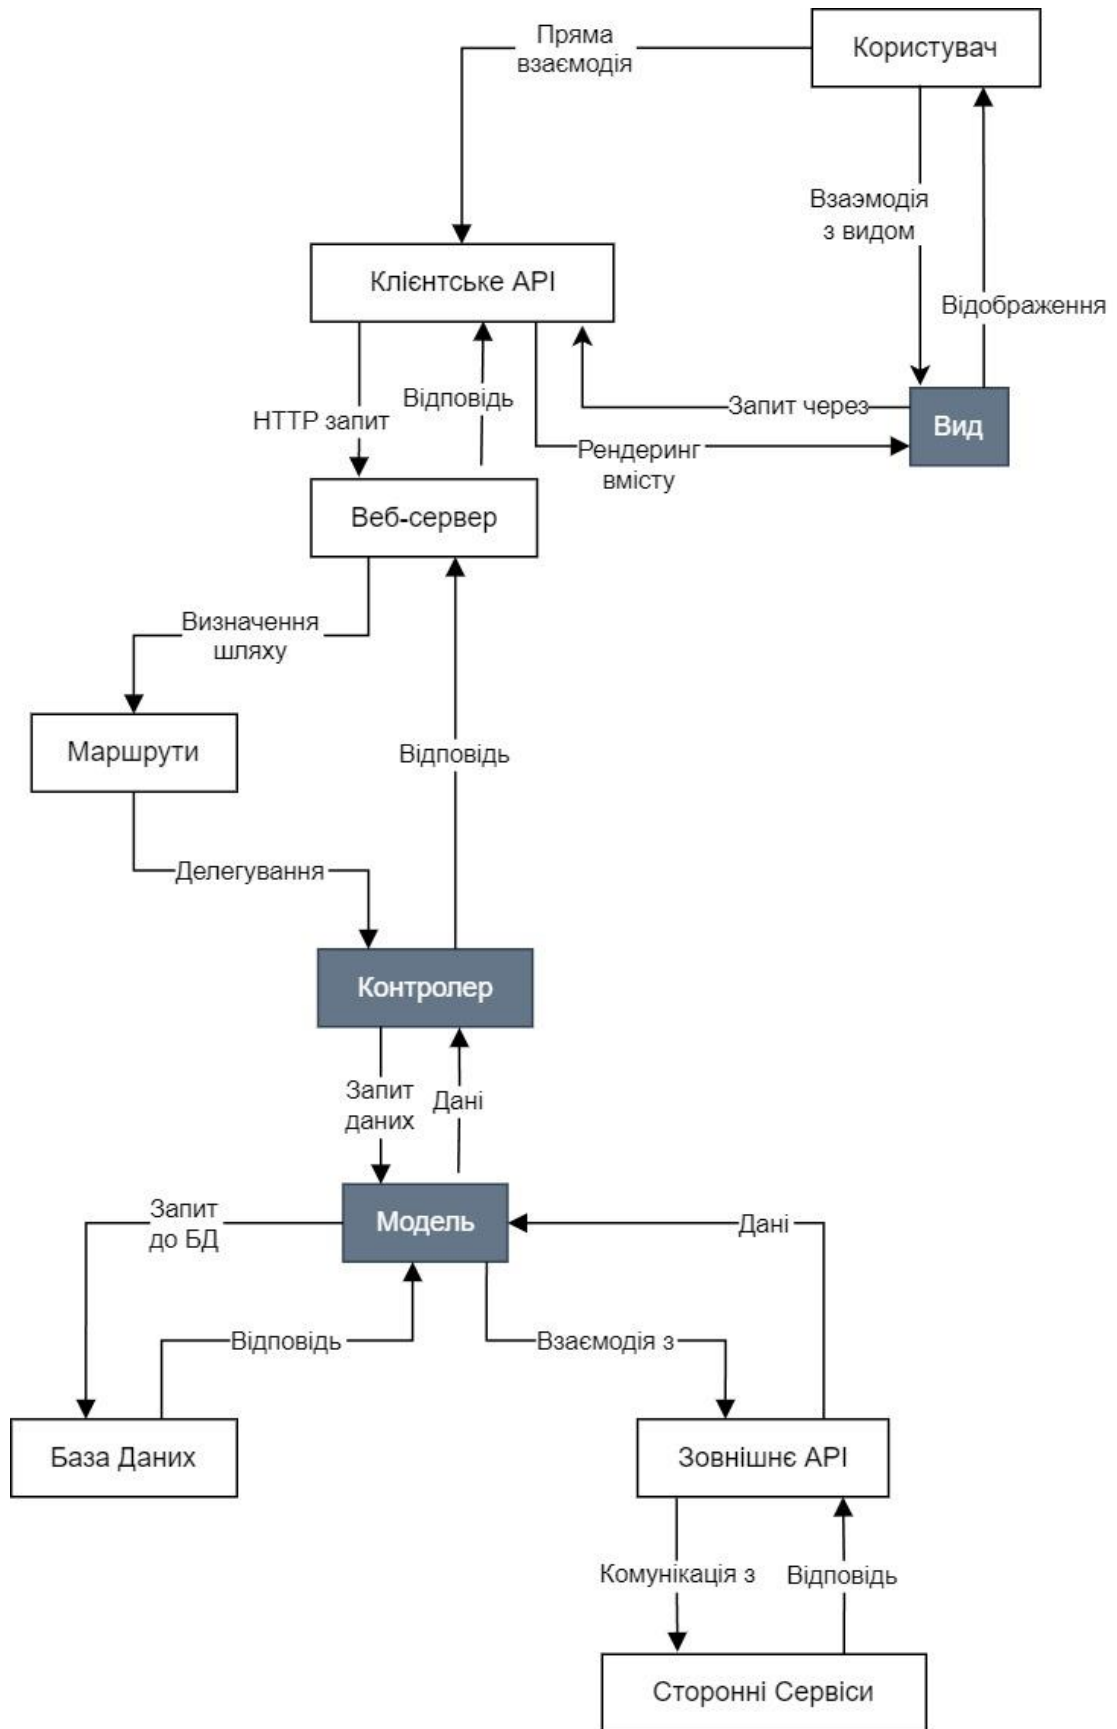 Пряма
взаємодія
Користувач
Взаэмодія
з видом
Відображення
Клієнтське API
HTTP запит
Відповідь
Запит через
Вид
Рендеринг
вмісту
Веб-сервер
Визначення
шляху
Маршрути
Відповідь
Делегування
Контролер
Запит
даних
Дані
Запит
до БД
Модель
Дані
Відповідь
Взаємодія з
База Даних
Зовнішнє API
Комунікація з
Відповідь
Сторонні Сервіси